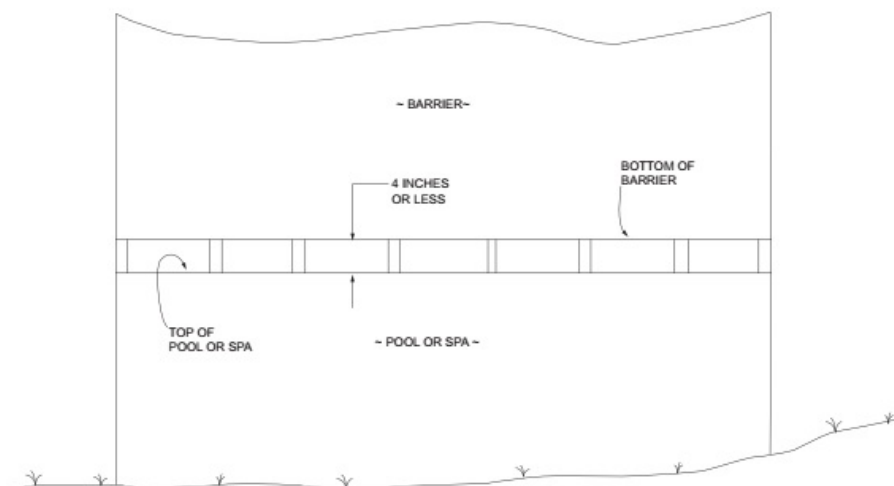 ~ BARRIER~
4 INCHES
OR LESS
BOTTOM OF
BARRIER
TOP OF
POOL OR SPA
~ POOL OR SPA ~